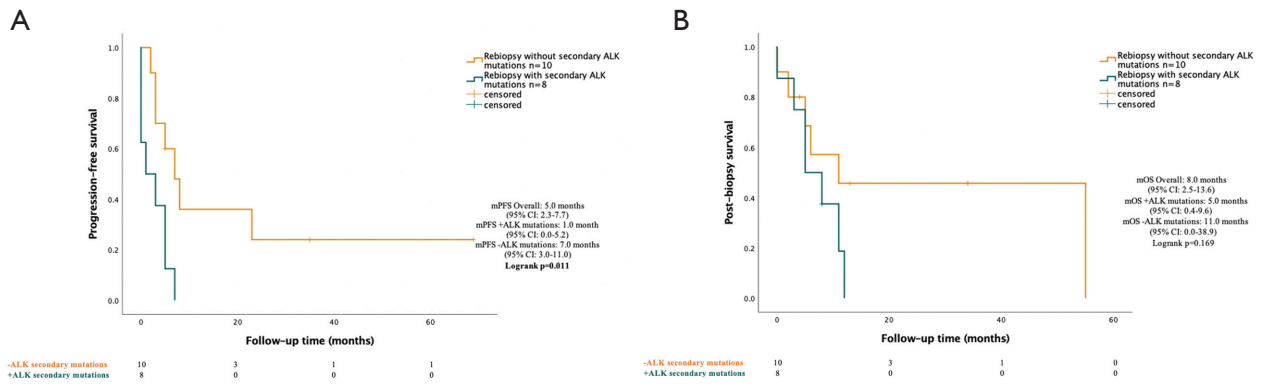 A
Progression-free survival
1.0
0.8
0.6
0.4
0.2
0.0
0
20
40
60
Follow-up time (months)
Rebiopsy without secondary ALK
mutations n=10
Rebiopsy with secondary ALK
mutations n=8
censored
censored
mPFS Overall: 5.0 months
(95% CI: 2.3-7.7)
mPFS +ALK mutations: 1.0 month
(95% CI: 0.0-5.2)
mPFS -ALK mutations: 7.0 months
(95% CI: 3.0-11.0)
Logrank p=0.011
-ALK secondary mutations 10 3 1 1
+ALK secondary mutations 8 0 0 0
B
Post-biopsy survival
1.0
0.8
0.6
0.4
0.2
0.0
0
20
40
60
Follow-up time (months)
Rebiopsy without secondary ALK
mutations n=10
Rebiopsy with secondary ALK
mutations n=8
censored
censored
mOS Overall: 8.0 months
(95% CI: 2.5-13.6)
mOS +ALK mutations: 5.0 months
(0.4-9.6)
mOS -ALK mutations: 11.0 months
(95% CI: 0.0-38.9)
Logrank p=0.169
-ALK secondary mutations 10 3 1 0
+ALK secondary mutations 8 0 0 0